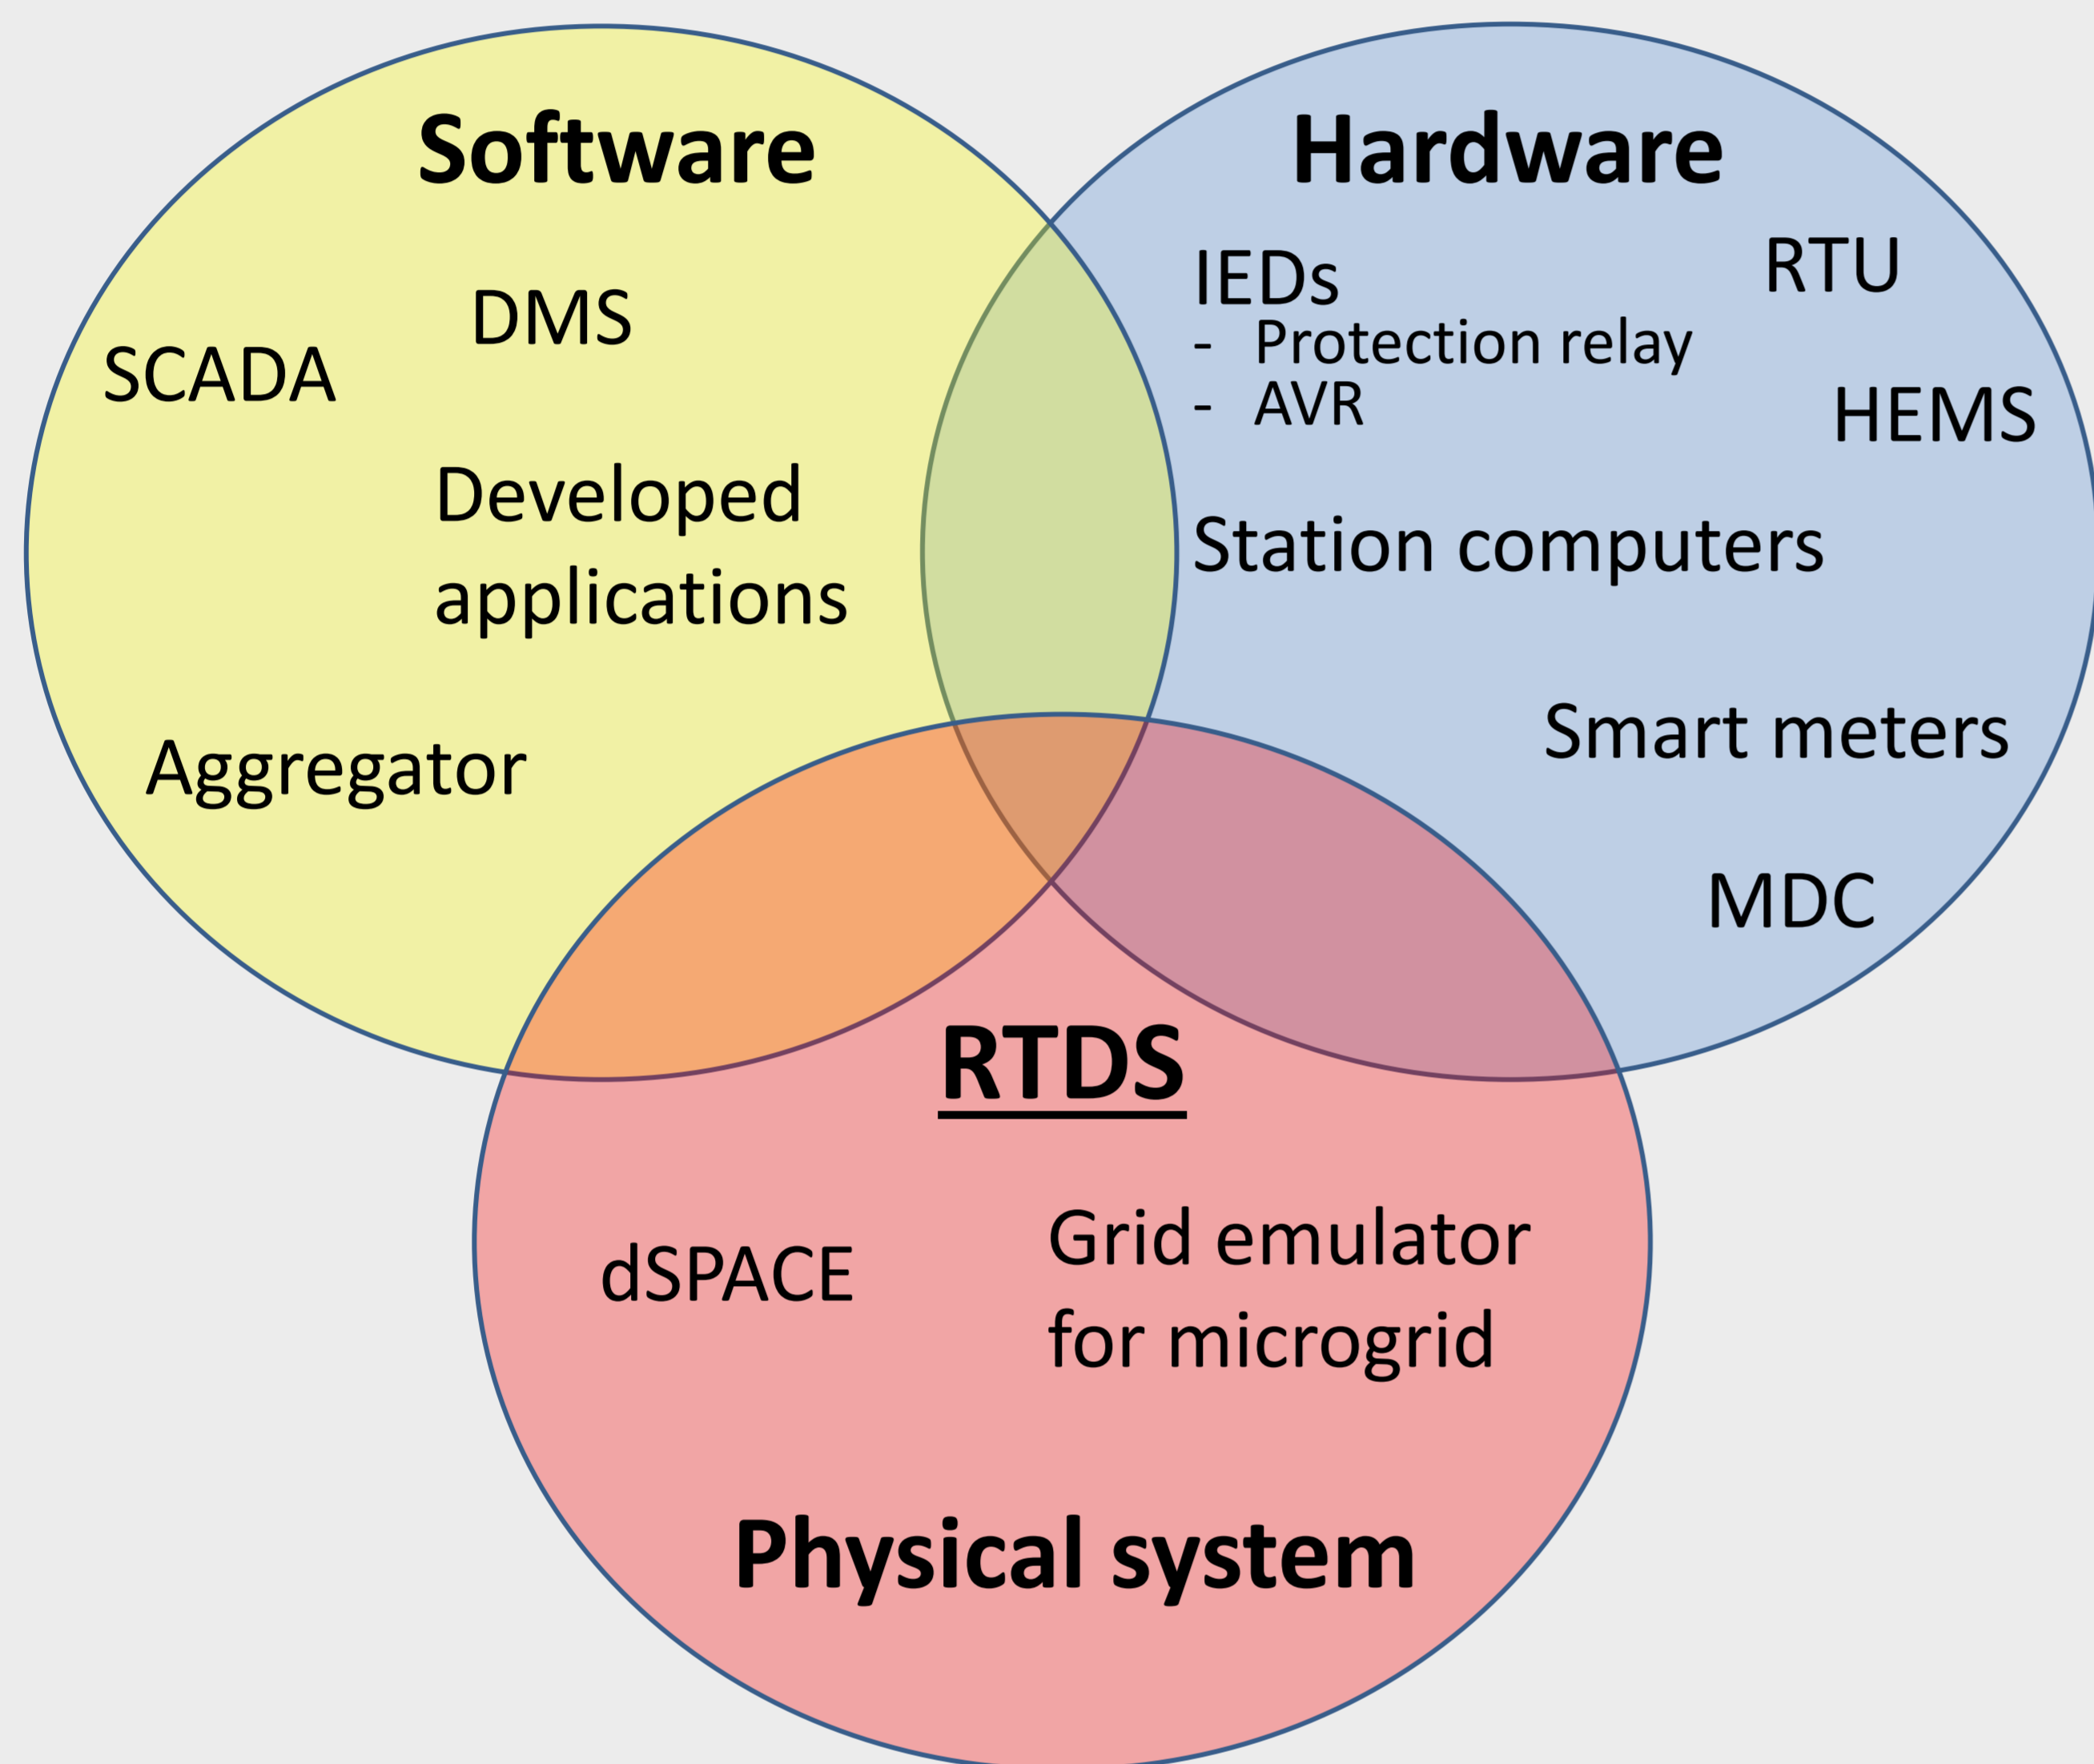 Software
DMS
SCADA
Developed
applications
Aggregator
Hardware
IEDs
- Protection relay
- AVR
RTU
HEMS
Station computers
Smart meters
MDC
RTDS
dSPACE
Grid emulator
for microgrid
Physical system